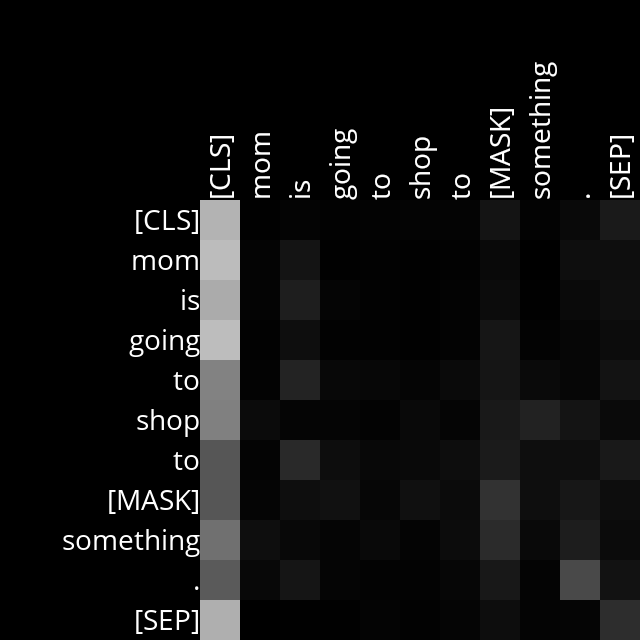 [CLS] mom is going to shop to [MASK] something . [SEP]
[CLS]
mom
is
going
to
shop
to
[MASK]
something
.
[SEP]